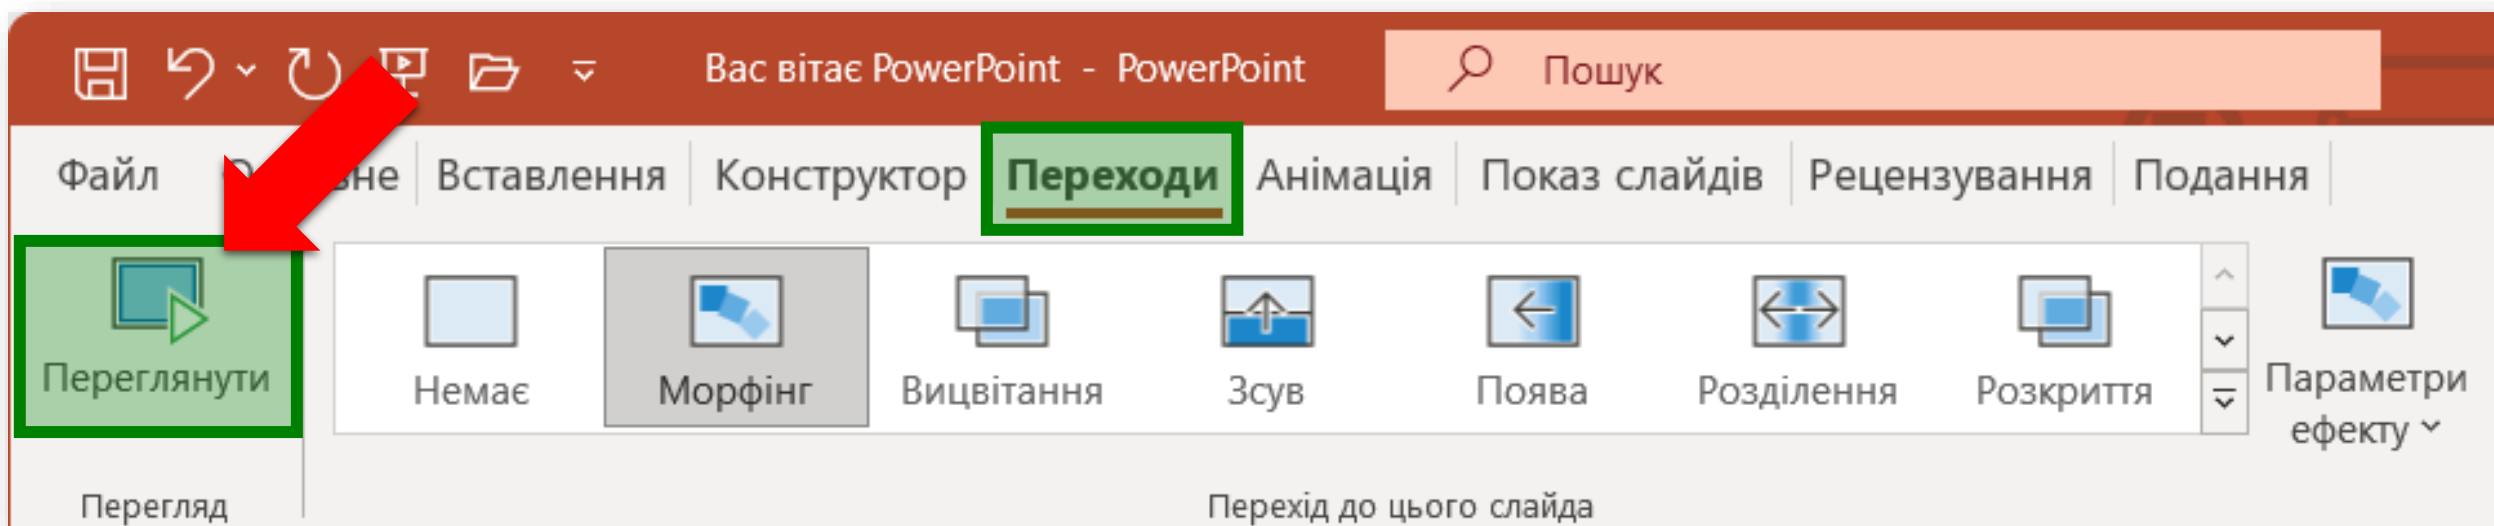 Вас вітає PowerPoint - PowerPoint
Пошук
Файл вне Вставлення Конструктор Переходи Анімація Показ слайдів Рецензування Подання
Переглянути
Немає Морфінг Вицвітання Зсув Поява Розділення Розкриття
Параметри
ефекту
Перегляд
Перехід до цього слайда